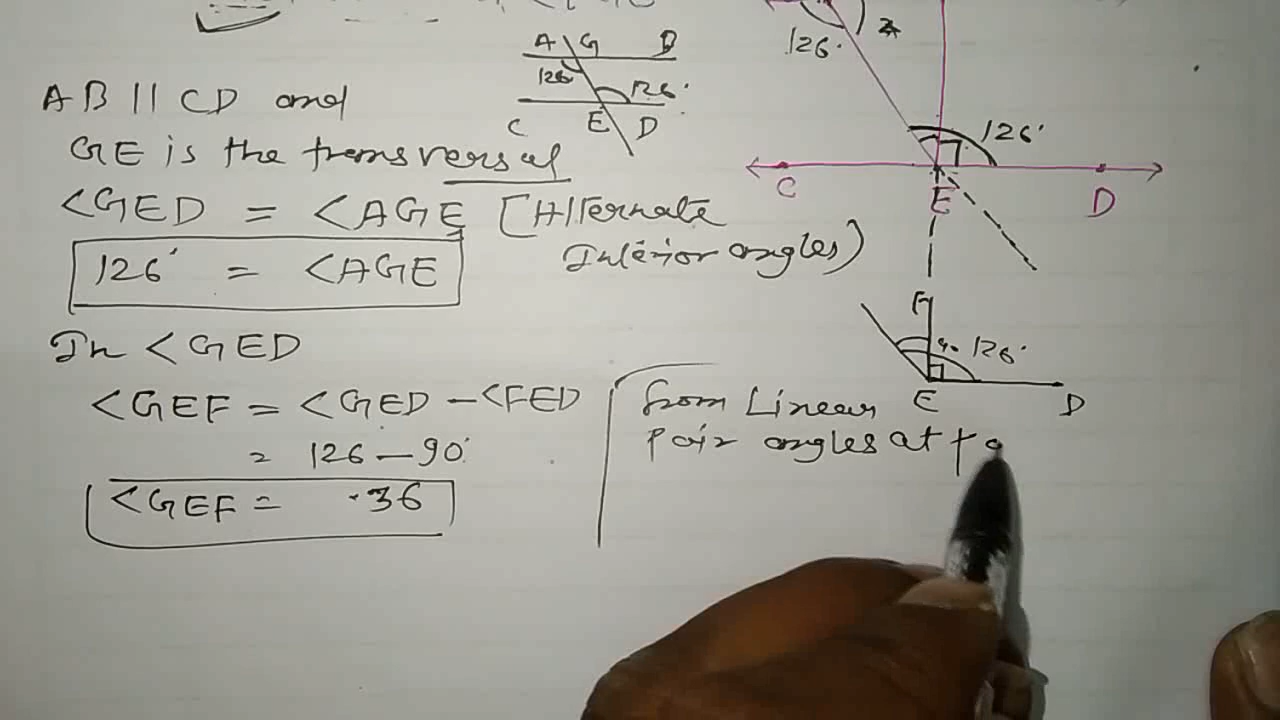 126°
A G B
126
126°
C E D
AB || CD and
GE is the transversal
<GED = <AGE [Alternate
Interior angles)
126° = <AGE
126°
C E D
In <GED
<GEF = <GED - <FED
= 126 - 90°
<GEF = 36
F
126°
E D
from Linear
pair angles at